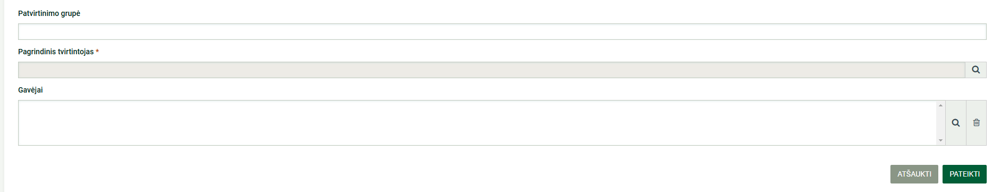 Patvirtinimo grupė
Pagrindinis tvirtintojas *
Gavėjai
ATŠAUKTI PATEIKTI